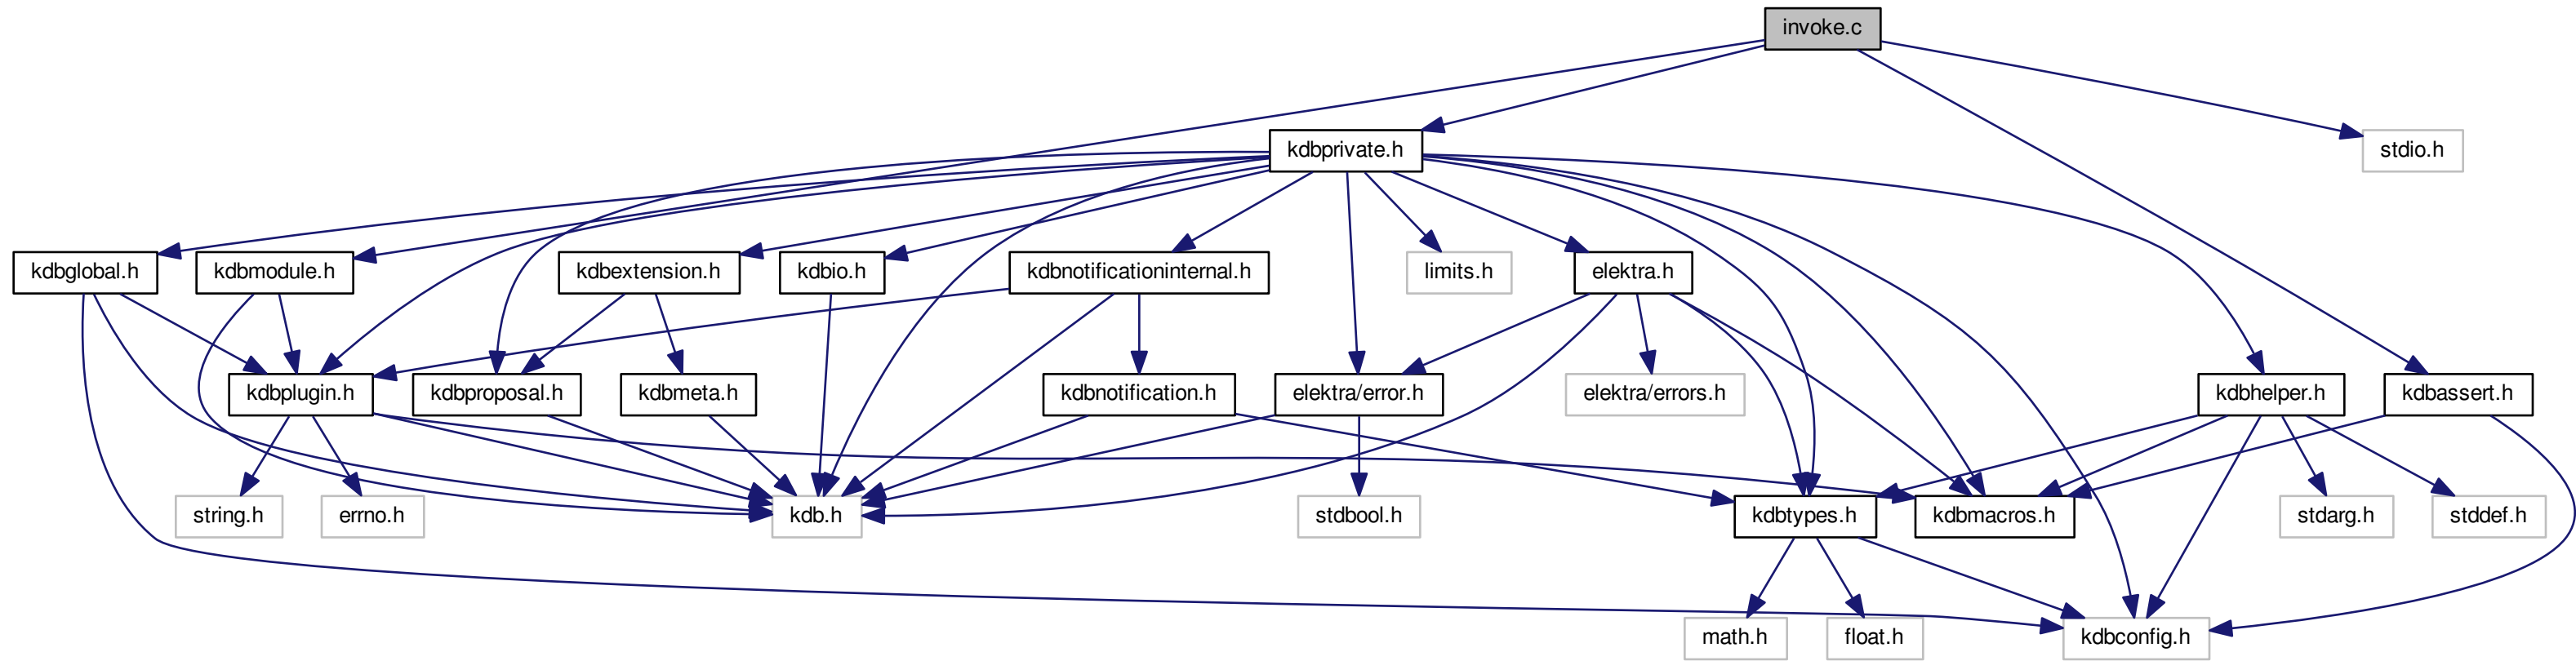 invoke.c
kdbprivate.h
stdio.h
kdbglobal.h
kdbmodule.h
kdbextension.h
kdbio.h
kdbnotificationinternal.h
limits.h
elektra.h
kdbplugin.h
kdbproposal.h
kdbmeta.h
kdbnotification.h
elektra/error.h
elektra/errors.h
kdbhelper.h
kdbassert.h
string.h
errno.h
kdb.h
stdbool.h
kdbtypes.h
kdbmacros.h
stdarg.h
stddef.h
math.h
float.h
kdbconfig.h